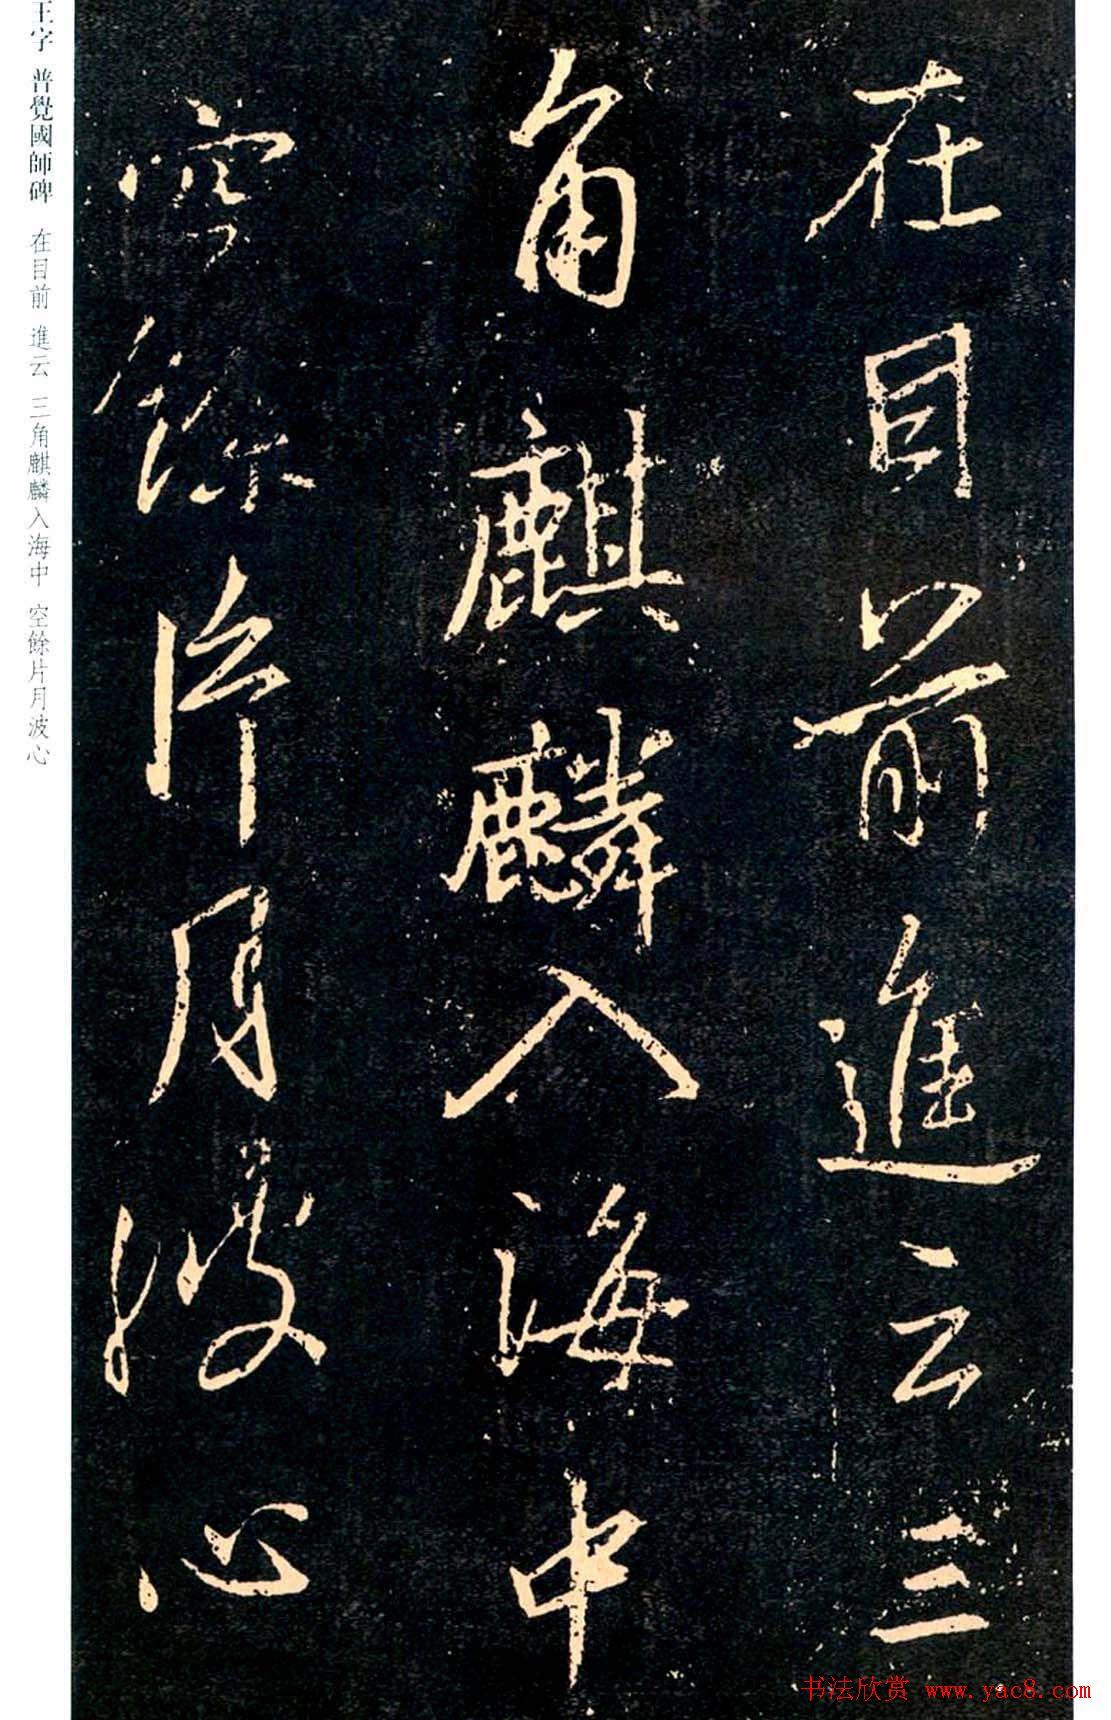 在目前進云三
角麒麟入海中
空餘片月波心
王字 普覺國師碑 在目前 進云 三角麒麟入海中 空餘片月波心
书法欣赏 www.yac8.com